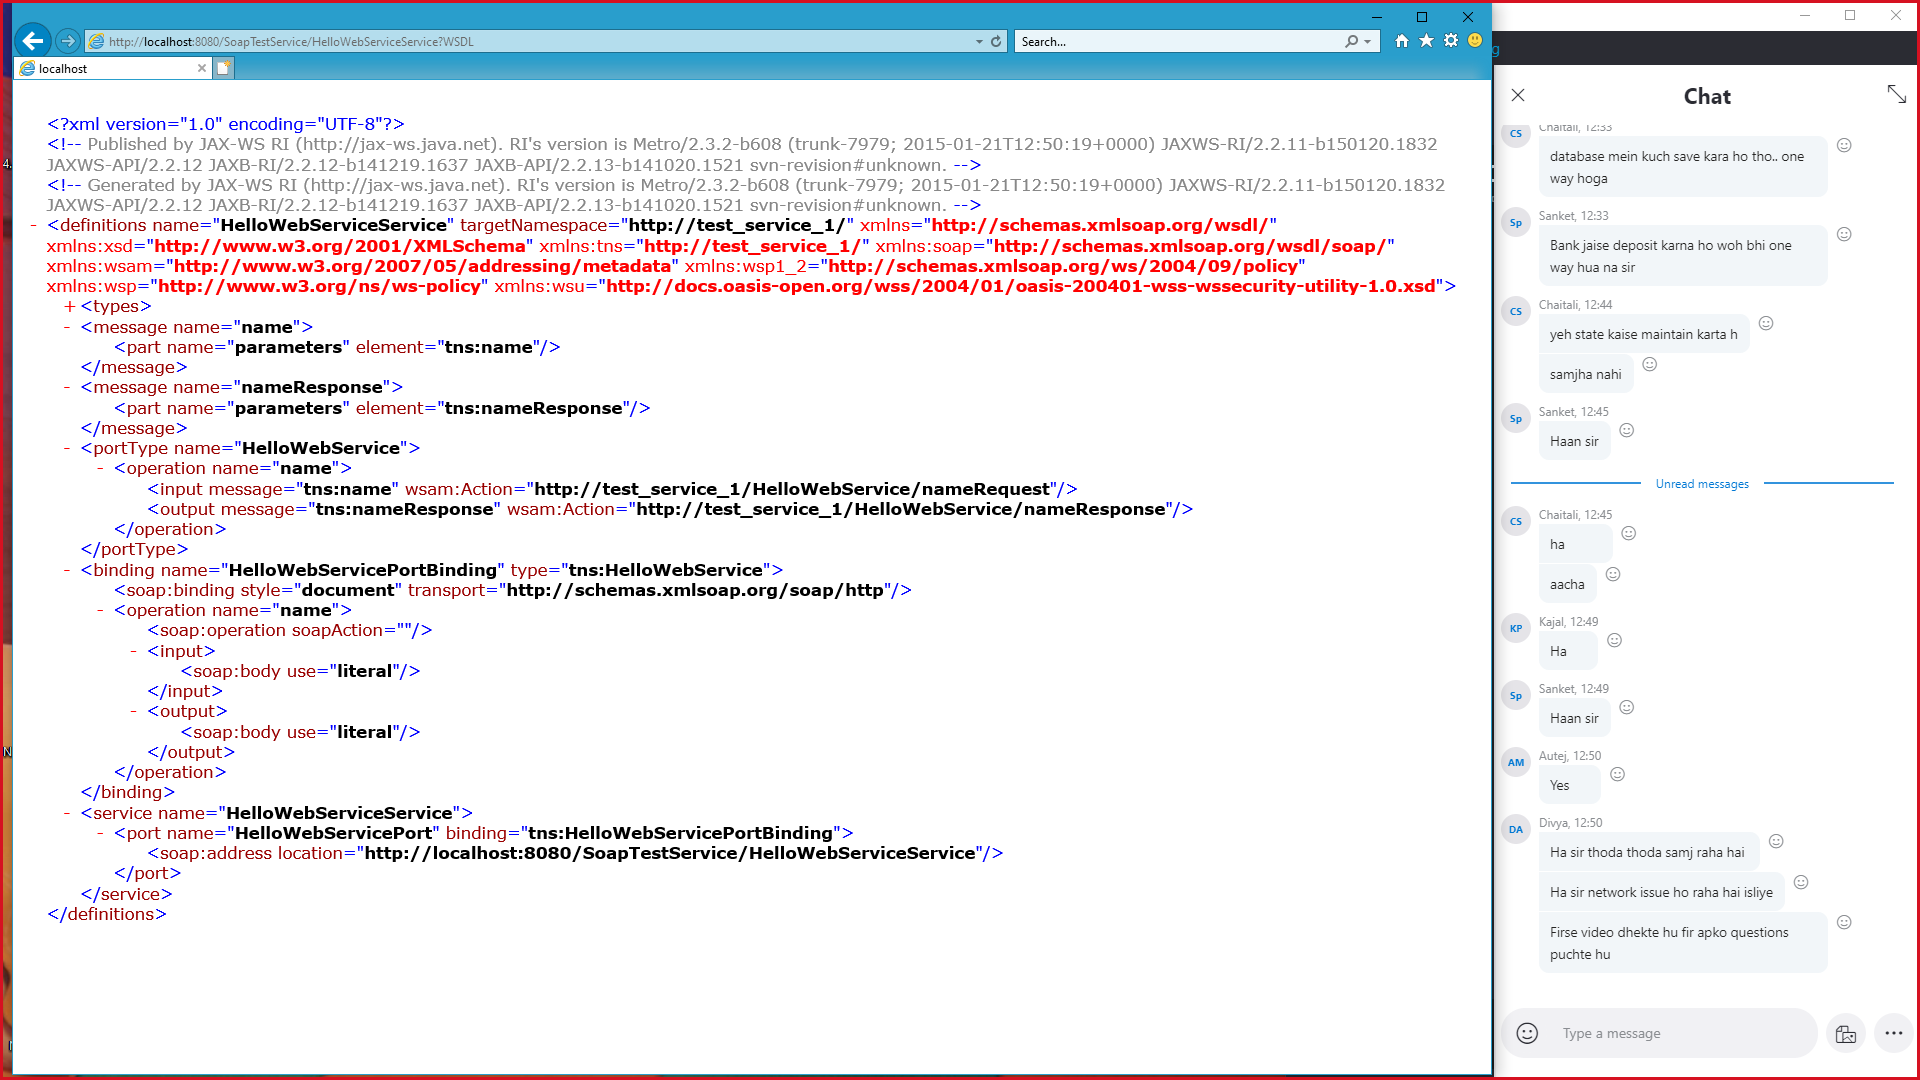 http://localhost:8080/SoapTestService/HelloWebServiceService?WSDL
Search...
localhost
<?xml version="1.0" encoding="UTF-8"?>
<!-- Published by JAX-WS RI (http://jax-ws.java.net). RI's version is Metro/2.3.2-b608 (trunk-7979; 2015-01-21T12:50:19+0000) JAXWS-RI/2.2.11-b150120.1832
JAXWS-API/2.2.12 JAXB-RI/2.2.12-b141219.1637 JAXB-API/2.2.13-b141020.1521 svn-revision#unknown. -->
<!-- Generated by JAX-WS RI (http://jax-ws.java.net). RI's version is Metro/2.3.2-b608 (trunk-7979; 2015-01-21T12:50:19+0000) JAXWS-RI/2.2.11-b150120.1832
JAXWS-API/2.2.12 JAXB-RI/2.2.12-b141219.1637 JAXB-API/2.2.13-b141020.1521 svn-revision#unknown. -->
- <definitions name="HelloWebServiceService" targetNamespace="http://test_service_1/" xmlns="http://schemas.xmlsoap.org/wsdl/"
xmlns:xsd="http://www.w3.org/2001/XMLSchema" xmlns:tns="http://test_service_1/" xmlns:soap="http://schemas.xmlsoap.org/wsdl/soap/"
xmlns:wsam="http://www.w3.org/2007/05/addressing/metadata" xmlns:wsp1_2="http://schemas.xmlsoap.org/ws/2004/09/policy"
xmlns:wsp="http://www.w3.org/ns/ws-policy" xmlns:wsu="http://docs.oasis-open.org/wss/2004/01/oasis-200401-wss-wssecurity-utility-1.0.xsd">
+ <types>
- <message name="name">
<part name="parameters" element="tns:name"/>
</message>
- <message name="nameResponse">
<part name="parameters" element="tns:nameResponse"/>
</message>
- <portType name="HelloWebService">
- <operation name="name">
<input message="tns:name" wsam:Action="http://test_service_1/HelloWebService/nameRequest"/>
<output message="tns:nameResponse" wsam:Action="http://test_service_1/HelloWebService/nameResponse"/>
</operation>
</portType>
- <binding name="HelloWebServicePortBinding" type="tns:HelloWebService">
<soap:binding style="document" transport="http://schemas.xmlsoap.org/soap/http"/>
- <operation name="name">
<soap:operation soapAction=""/>
- <input>
<soap:body use="literal"/>
</input>
- <output>
<soap:body use="literal"/>
</output>
</operation>
</binding>
- <service name="HelloWebServiceService">
- <port name="HelloWebServicePort" binding="tns:HelloWebServicePortBinding">
<soap:address location="http://localhost:8080/SoapTestService/HelloWebServiceService"/>
</port>
</service>
</definitions>
Chat
Chaitali, 12:33
CS
database mein kuch save kara ho tho.. one
way hoga
Sanket, 12:33
Sp
Bank jaise deposit karna ho woh bhi one
way hua na sir
Chaitali, 12:44
CS
yeh state kaise maintain karta h
samjha nahi
Sanket, 12:45
Sp
Haan sir
Unread messages
Chaitali, 12:45
CS
ha
aacha
Kajal, 12:49
KP
Ha
Sanket, 12:49
Sp
Haan sir
Autej, 12:50
AM
Yes
Divya, 12:50
DA
Ha sir thoda thoda samj raha hai
Ha sir network issue ho raha hai isliye
Firse video dhekte hu fir apko questions
puchte hu
Type a message